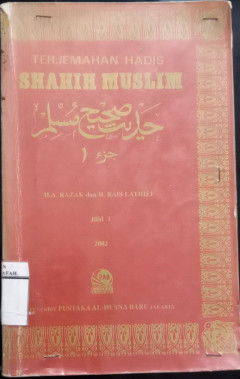 TERJEMAHAN HADIS
SHAHIH MUSLIM
حديث صحيح مسلم
جزء ١
H.A. RAZAK dan H. RAIS LATHIEF
Jilid 1
PUSTAKA AL-HUSNA BARU JAKARTA